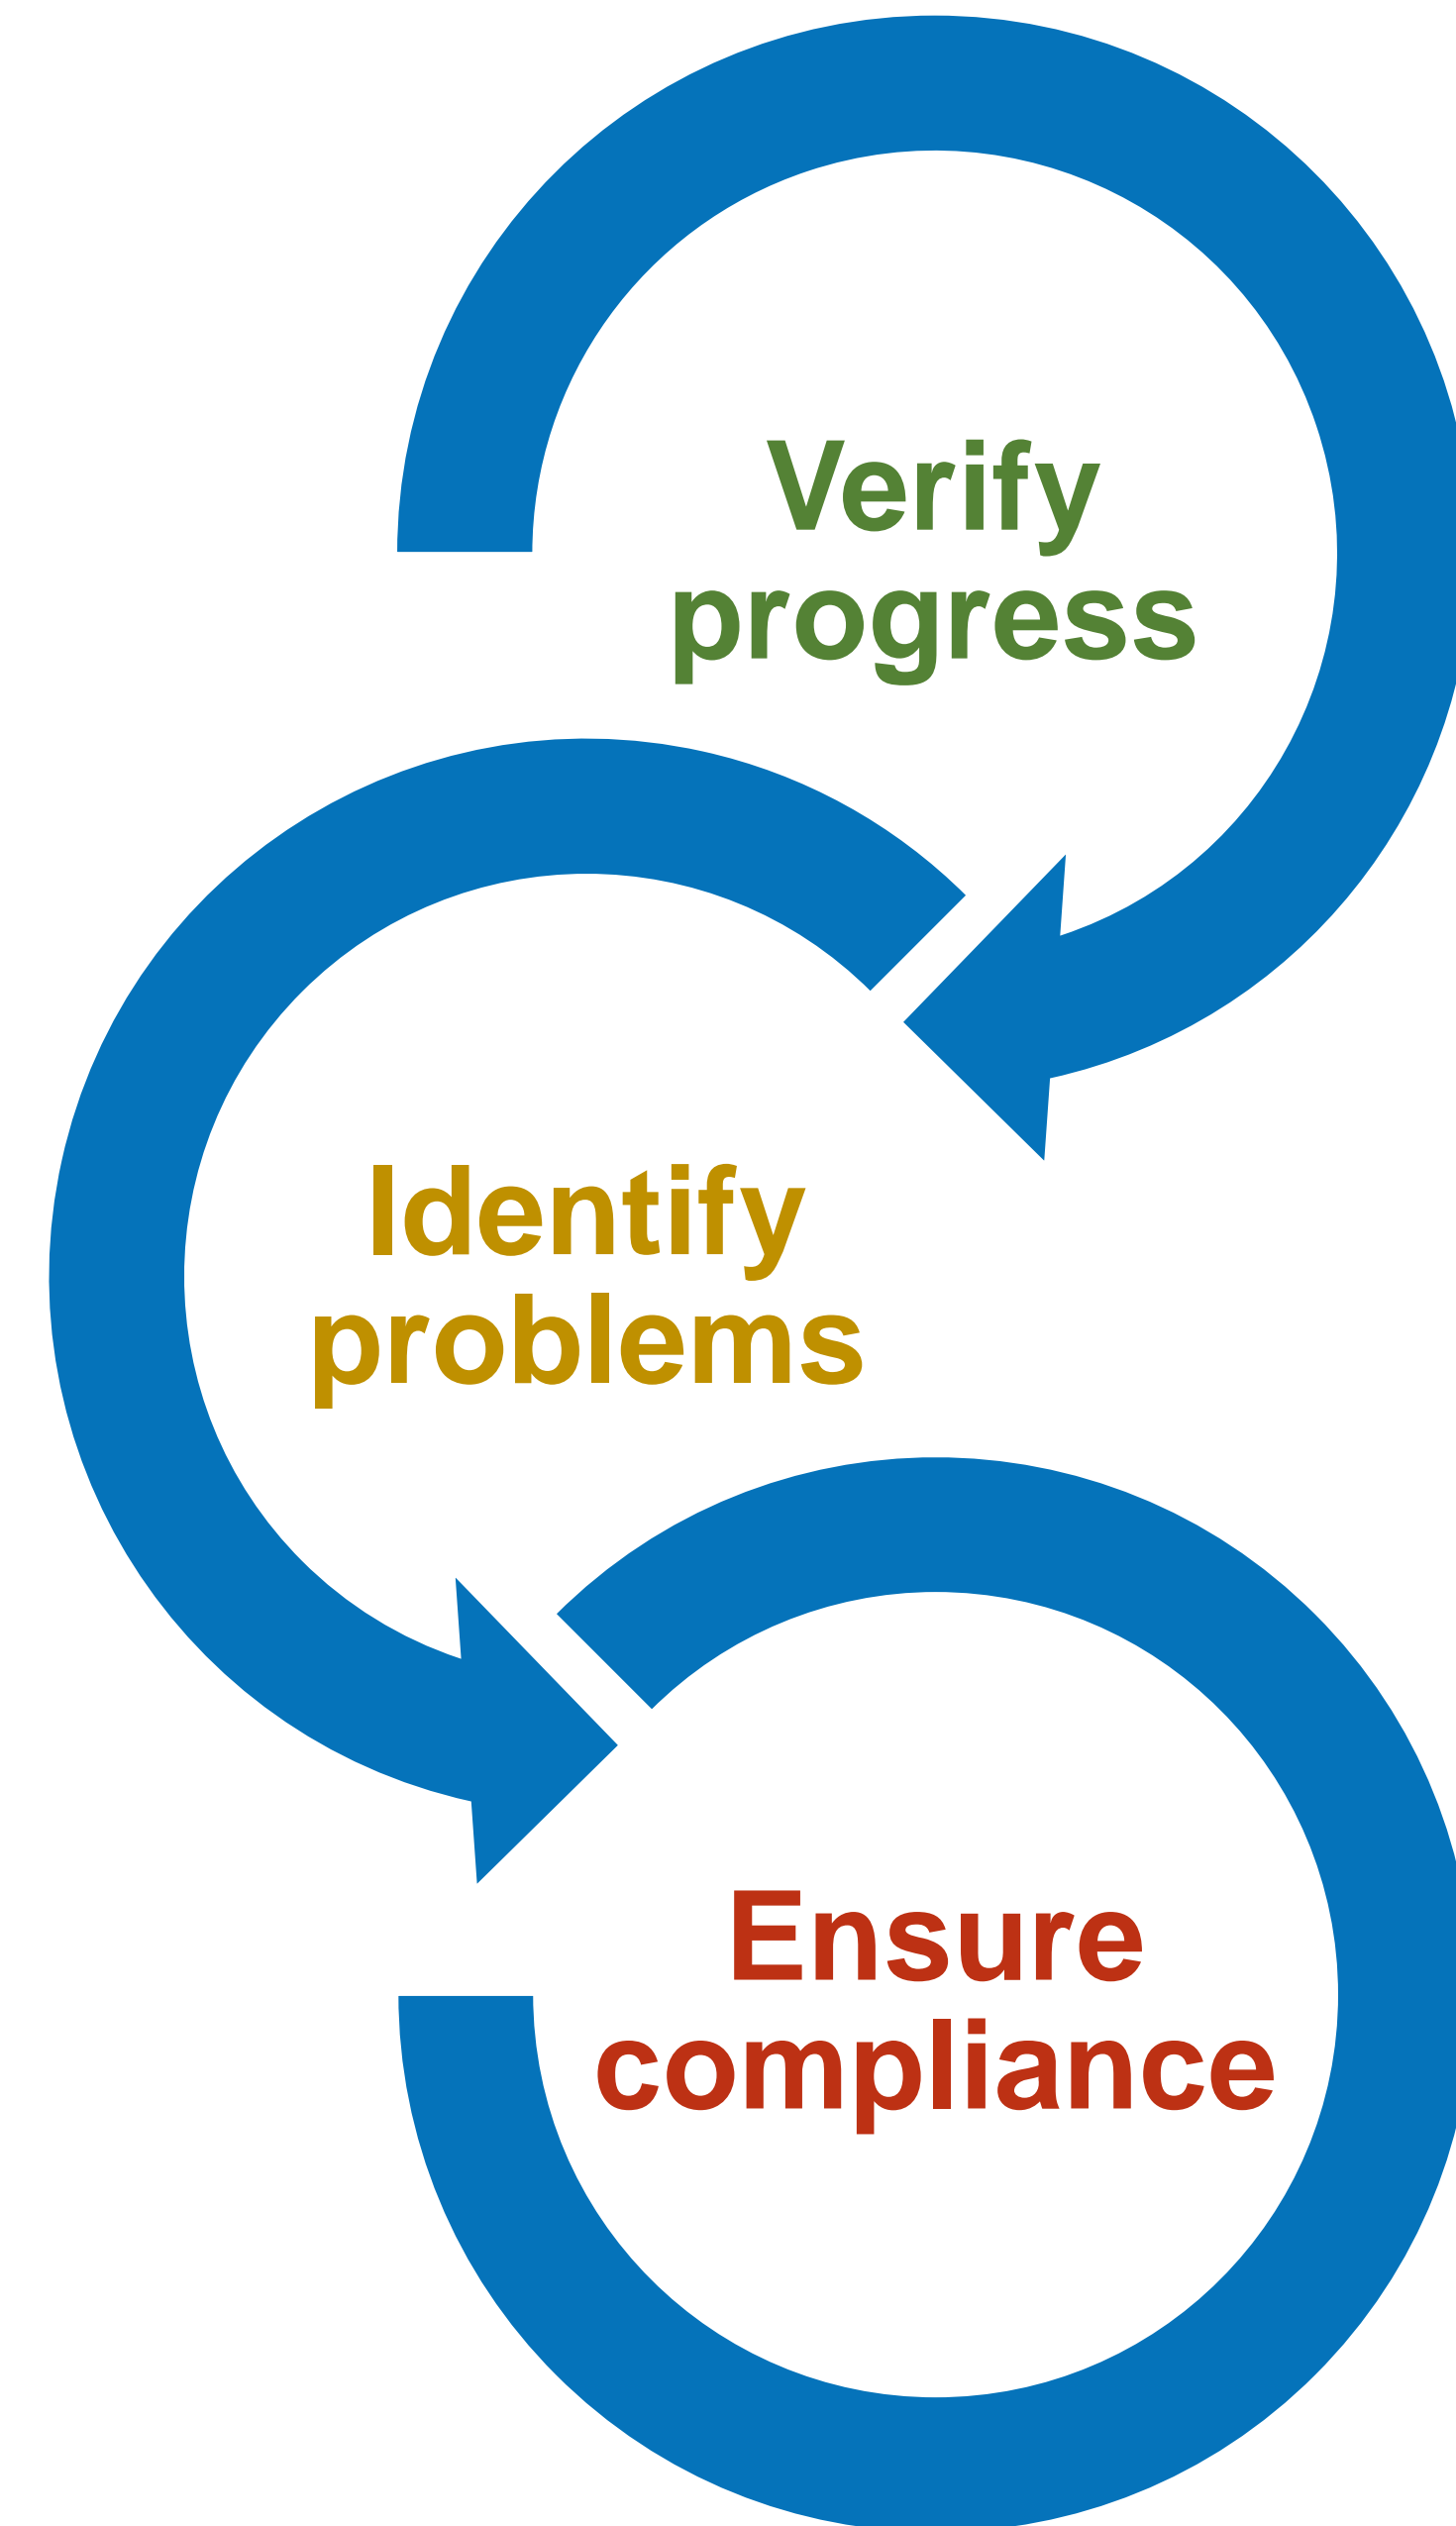 Verify
progress
Identify
problems
Ensure
compliance